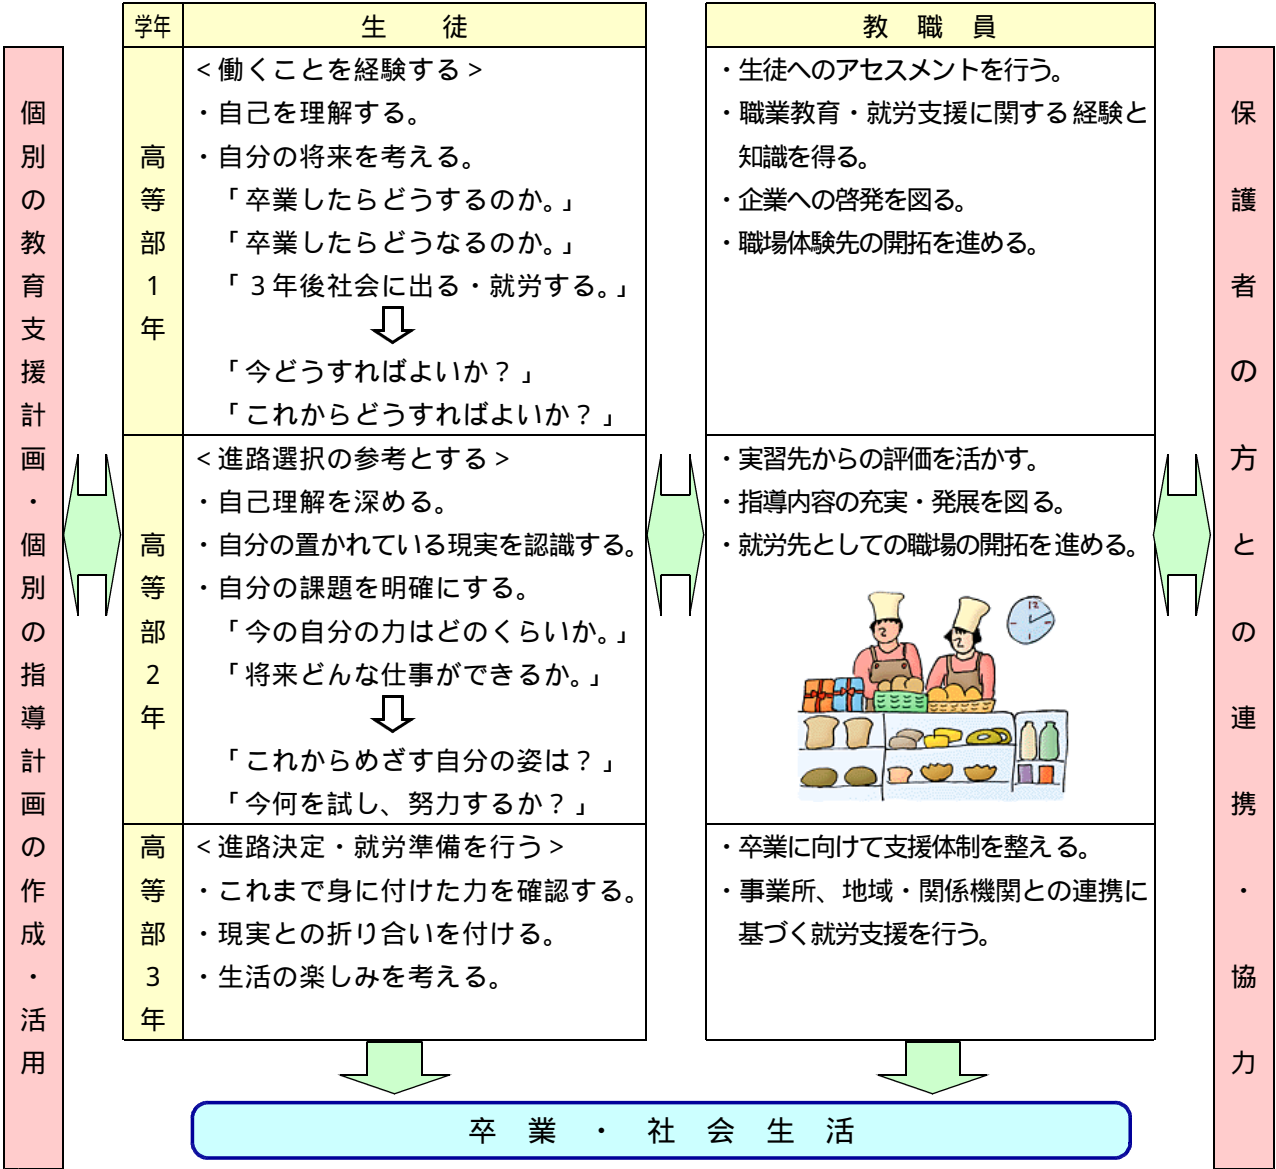 個別の教育支援計画・個別の指導計画の作成・活用
学年
生　徒
高等部1年
＜働くことを経験する＞
・自己を理解する。
・自分の将来を考える。
「卒業したらどうするのか。」
「卒業したらどうなるのか。」
「3年後社会に出る・就労する。」
「今どうすればよいか？」
「これからどうすればよいか？」
高等部2年
＜進路選択の参考とする＞
・自己理解を深める。
・自分の置かれている現実を認識する。
・自分の課題を明確にする。
「今の自分の力はどのくらいか。」
「将来どんな仕事ができるか。」
「これからめざす自分の姿は？」
「今何を試し、努力するか？」
高等部3年
＜進路決定・就労準備を行う＞
・これまで身に付けた力を確認する。
・現実との折り合いを付ける。
・生活の楽しみを考える。
教　職　員
・生徒へのアセスメントを行う。
・職業教育・就労支援に関する経験と
知識を得る。
・企業への啓発を図る。
・職場体験先の開拓を進める。
・実習先からの評価を活かす。
・指導内容の充実・発展を図る。
・就労先としての職場の開拓を進める。
12
・卒業に向けて支援体制を整える。
・事業所、地域・関係機関との連携に
基づく就労支援を行う。
保護者の方との連携・協力
卒　業　・　社　会　生　活